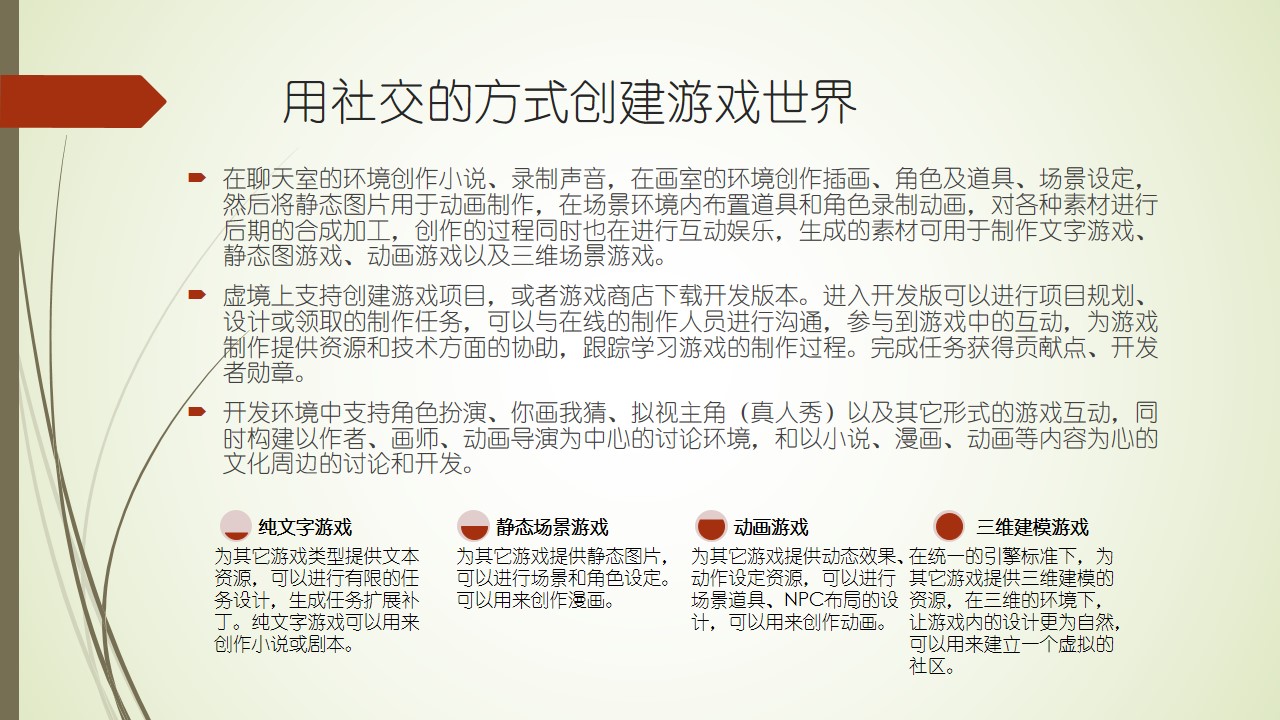 用社交的方式创建游戏世界
在聊天室的环境创作小说、录制声音，在画室的环境创作插画、角色及道具、场景设定，
然后将静态图片用于动画制作，在场景环境内布置道具和角色录制动画，对各种素材进行
后期的合成加工，创作的过程同时也在进行互动娱乐，生成的素材可用于制作文字游戏、
静态图游戏、动画游戏以及三维场景游戏。
虚境上支持创建游戏项目，或者游戏商店下载开发版本。进入开发版可以进行项目规划、
设计或领取的制作任务，可以与在线的制作人员进行沟通，参与到游戏中的互动，为游戏
制作提供资源和技术方面的协助，跟踪学习游戏的制作过程。完成任务获得贡献点、开发
者勋章。
开发环境中支持角色扮演、你画我猜、拟视主角（真人秀）以及其它形式的游戏互动，同
时构建以作者、画师、动画导演为中心的讨论环境，和以小说、漫画、动画等内容为心的
文化周边的讨论和开发。
纯文字游戏
为其它游戏类型提供文本
资源，可以进行有限的任
务设计，生成任务扩展补
丁。纯文字游戏可以用来
创作小说或剧本。
静态场景游戏
为其它游戏提供静态图片，
可以进行场景和角色设定。
可以用来创作漫画。
动画游戏
为其它游戏提供动态效果、
动作设定资源，可以进行
场景道具、NPC布局的设
计，可以用来创作动画。
三维建模游戏
在统一的引擎标准下，为
其它游戏提供三维建模的
资源，在三维的环境下，
让游戏内的设计更为自然，
可以用来建立一个虚拟的
社区。